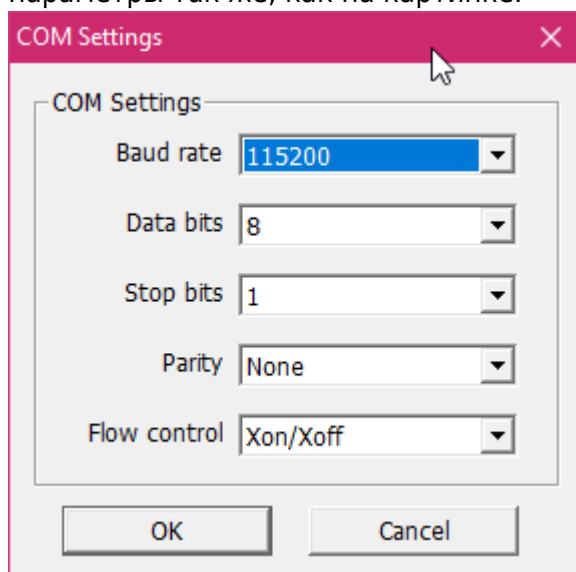 параметры так же, как на картинке.
COM Settings
COM Settings
Baud rate 115200
Data bits 8
Stop bits 1
Parity None
Flow control Xon/Xoff
OK Cancel